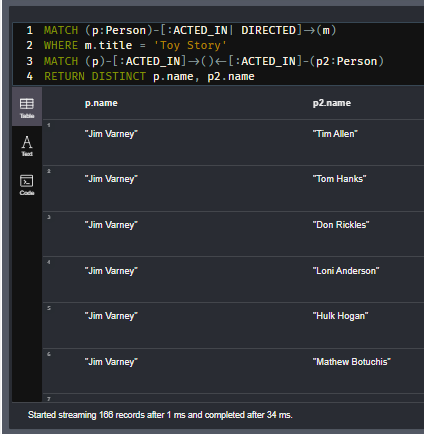 1 MATCH (p:Person)-[:ACTED_IN| DIRECTED]→(m)
2 WHERE m.title = 'Toy Story'
3 MATCH (p)-[:ACTED_IN]→()←[:ACTED_IN]-(p2:Person)
4 RETURN DISTINCT p.name, p2.name
Table
p.name p2.name
1 "Jim Varney" "Tim Allen"
Text
2 "Jim Varney" "Tom Hanks"
Code
3 "Jim Varney" "Don Rickles"
4 "Jim Varney" "Loni Anderson"
5 "Jim Varney" "Hulk Hogan"
6 "Jim Varney" "Mathew Botuchis"
7
Started streaming 166 records after 1 ms and completed after 34 ms.